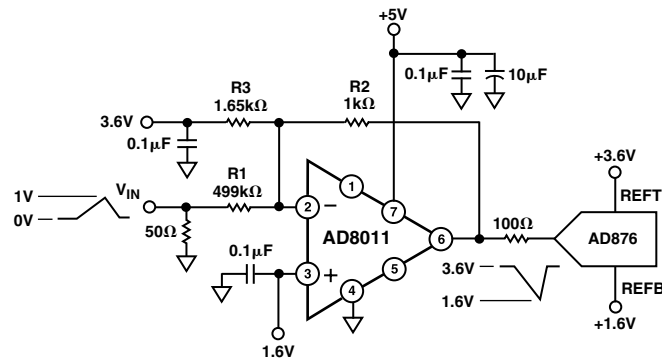 +5V
R3
1.65kΩ
R2
1kΩ
0.1µF
10µF
3.6V
0.1µF
R1
499kΩ
1V
0V
VIN
50Ω
2
−
1
7
AD8011
6
3
+
4
5
0.1µF
1.6V
100Ω
3.6V
1.6V
+3.6V
REFT
AD876
REFB
+1.6V